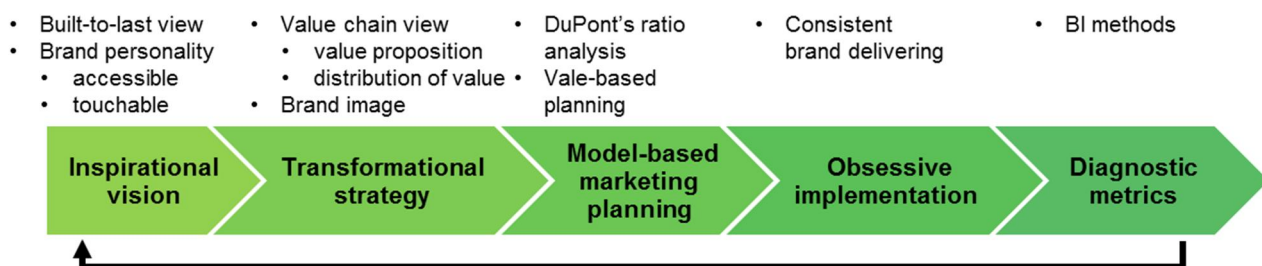 • Built-to-last view
• Brand personality
• accessible
• touchable
• Value chain view
• value proposition
• distribution of value
• Brand image
• DuPont's ratio
analysis
• Vale-based
planning
• Consistent
brand delivering
• BI methods
Inspirational
vision
Transformational
strategy
Model-based
marketing
planning
Obsessive
implementation
Diagnostic
metrics